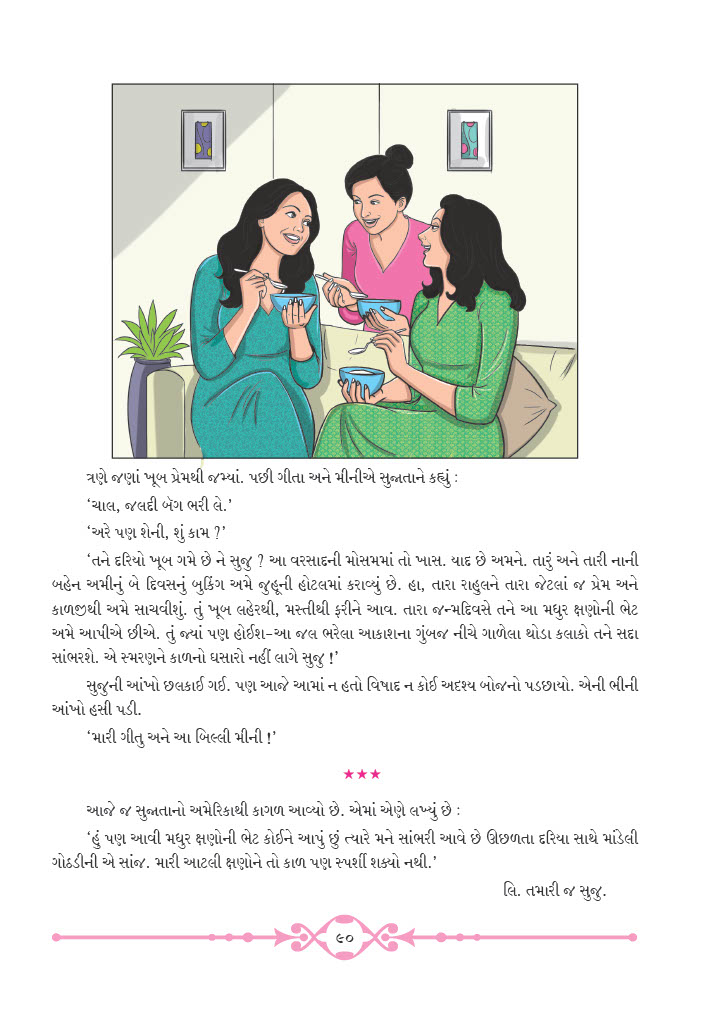 ત્રણે જણાં ખૂબ પ્રેમથી જમ્યાં. પછી ગીતા અને મીનીએ સુજાતાને કહ્યું :
‘ચાલ, જલદી બૅગ ભરી લે.’
‘અરે પણ શેની, શું કામ ?’
‘તને દરિયો ખૂબ ગમે છે ને સુજુ ? આ વરસાદની મોસમમાં તો ખાસ. યાદ છે અમને. તારું અને તારી નાની
બહેન અમીનું બે દિવસનું બુકિંગ અમે જુહૂની હોટલમાં કરાવ્યું છે. હા, તારા રાહુલને તારા જેટલાં જ પ્રેમ અને
કાળજીથી અમે સાચવીશું. તું ખૂબ લહેરથી, મસ્તીથી ફરીને આવ. તારા જન્મદિવસે તને આ મધુર ક્ષણોની ભેટ
અમે આપીએ છીએ. તું જ્યાં પણ હોઈશ–આ જલ ભરેલા આકાશના ગુંબજ નીચે ગાળેલા થોડા કલાકો તને સદા
સાંભરશે. એ સ્મરણને કાળનો ઘસારો નહીં લાગે સુજુ !’
સુજુની આંખો છલકાઈ ગઈ. પણ આજે આમાં ન હતો વિષાદ ન કોઈ અદશ્ય બોજનો પડછાયો. એની ભીની
આંખો હસી પડી.
‘મારી ગીતુ અને આ બિલ્લી મીની !’
★★★
આજે જ સુજાતાનો અમેરિકાથી કાગળ આવ્યો છે. એમાં એણે લખ્યું છે :
‘હું પણ આવી મધુર ક્ષણોની ભેટ કોઈને આપું છું ત્યારે મને સાંભરી આવે છે ઊછળતા દરિયા સાથે માંડેલી
ગોઠડીની એ સાંજ. મારી આટલી ક્ષણોને તો કાળ પણ સ્પર્શી શક્યો નથી.’
લિ. તમારી જ સુજુ.
૯૦